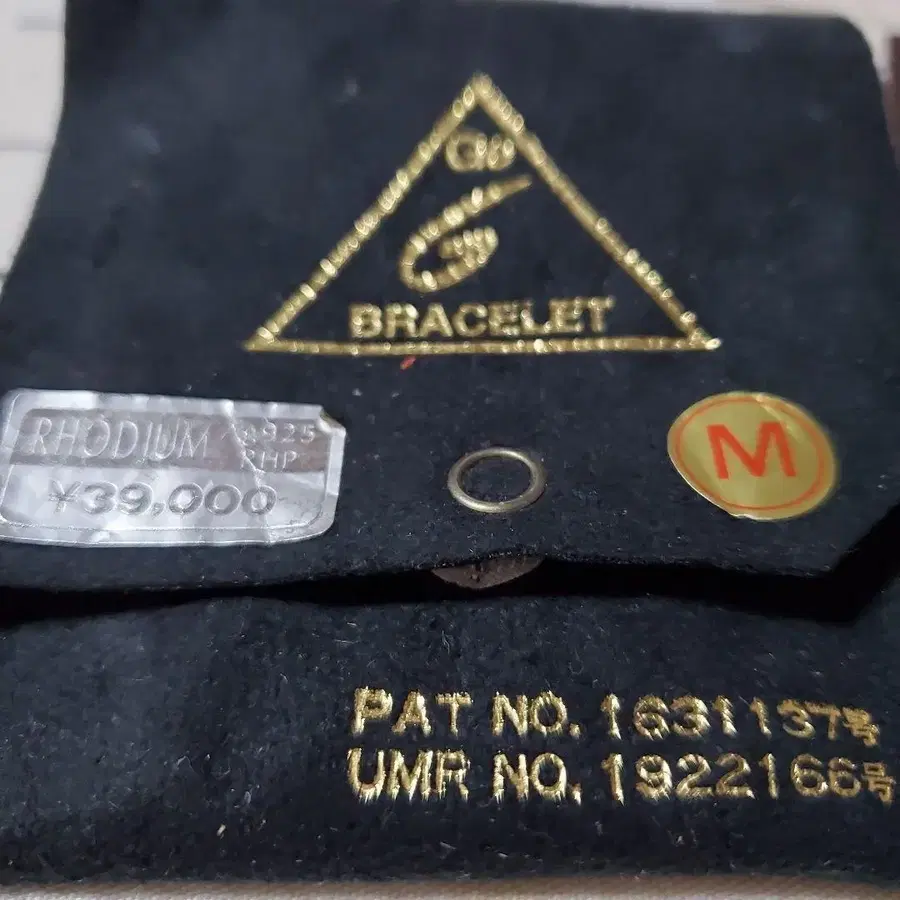 BRACELET
RHODIUM
S925
RHP
¥39,000
M
PAT NO. 1631137号
UMR NO. 1922166号